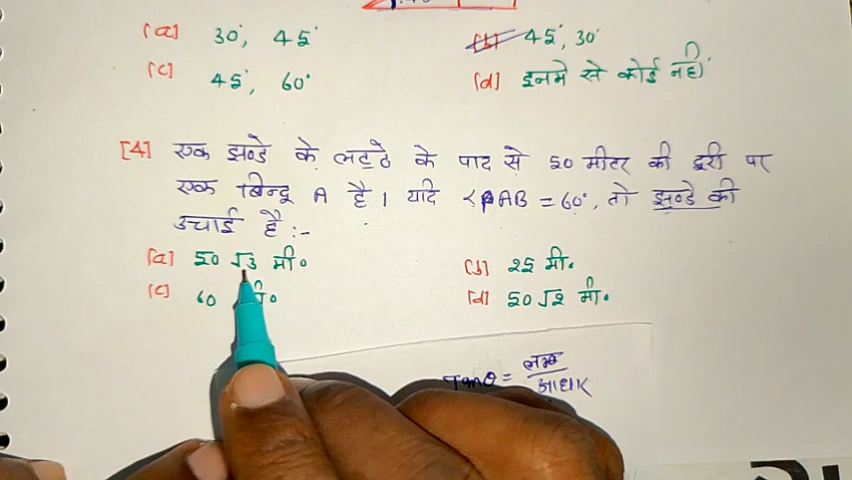 (a) 30°, 45° (b) 45°, 30°
(c) 45°, 60° (d) इनमे से कोई नहीं
[4] एक झण्डे के लट्ठे के पाद से 50 मीटर की दूरी पर
एक बिन्दू A है। यदि <PAB = 60°, तो झण्डे की
उचाई है :-
(a) 50 √3 मी० (b) 25 मी०
(c) 60 (d) 50 √2 मी०
Tanθ = लम्ब
आधार